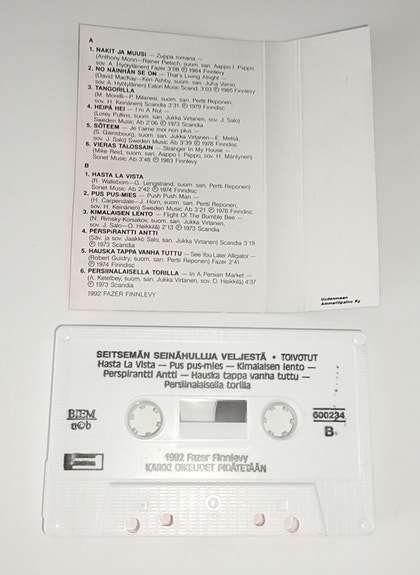 A
1. NAKIT JA MUUSI — Zuppa romana —
(Anthony Monn—Rainer Pietsch, suom. san. Aappo I. Piippo,
sov. A. Hyötyläinen) Fazer 3'08 ℗ 1984 Finnlevy
2. NO NÄINHÄN SE ON — That's Living Alright —
(David MacKay—Ken Ashby, suom. san. Juha Vainio,
sov. A. Hyötyläinen) Eaton Music Scand. 3'03 ℗ 1985 Finnlevy
3. TANGORILLA
(M. Morelli—P. Milanesi, suom. san. Pertti Reponen,
sov. H. Keinänen) Scandia 3'31 ℗ 1979 Finndisc
4. HEIPÄ HEI — I'm A Nut —
(Leroy Pullins, suom. san. Jukka Virtanen, sov. J. Salo)
Sweden Music Ab 2'06 ℗ 1973 Scandia
5. SÖTEEM — Je t'aime moi non plus —
(S. Gainsbourg, suom. san. Jukka Virtanen—E. Melsä,
sov. J. Salo) Sweden Music Ab 3'39 ℗ 1978 Finndisc
6. VIERAS TALOSSAIN — Stranger In My House —
(Mike Reid, suom. san. Aappo I. Piippo, sov. H. Mäntynen)
Sonet Music Ab 3'48 ℗ 1983 Finnlevy
B
1. HASTA LA VISTA
(R. Wallebom—G. Lengstrand, suom. san. Pertti Reponen)
Sonet Music Ab 2'42 ℗ 1974 Finndisc
2. PUS PUS-MIES — Push Push Man —
(H. Carpendale—J. Horn, suom. san. Pertti Reponen,
sov. H. Keinänen) Sweden Music Ab 3'21 ℗ 1978 Finndisc
3. KIMALAISEN LENTO — Flight Of The Bumble Bee —
(N. Rimsky-Korsakov, suom. san. Jukka Virtanen,
sov. J. Salo—O. Heikkilä) 2'13 ℗ 1973 Scandia
4. PERSPIRANTTI ANTTI
(Säv. ja sov. Jaakko Salo, san. Jukka Virtanen) Scandia 3'19
℗ 1973 Scandia
5. HAUSKA TAPPA VANHA TUTTU — See You Later Alligator —
(Robert Guidry, suom. san. Pertti Reponen) Fazer 2'41
℗ 1974 Finndisc
6. PERSIINALAISELLA TORILLA — In A Persian Market —
(A. Ketelbey, suom. san. Jukka Virtanen, sov. O. Heikkilä) 4'37
℗ 1973 Scandia
1992 FAZER FINNLEVY
Uudenmaan
Ammattipaino Ky
SEITSEMÄN SEINÄHULLUA VELJESTÄ • TOIVOTUT
Hasta La Vista — Pus pus-mies — Kimalaisen lento —
Perspirantti Antti — Hauska tappa vanha tuttu —
Persiinalaisella torilla
BIEM
n©b
600234
B
1992 Fazer Finnlevy
KAIKKI OIKEUDET PIDÄTETÄÄN